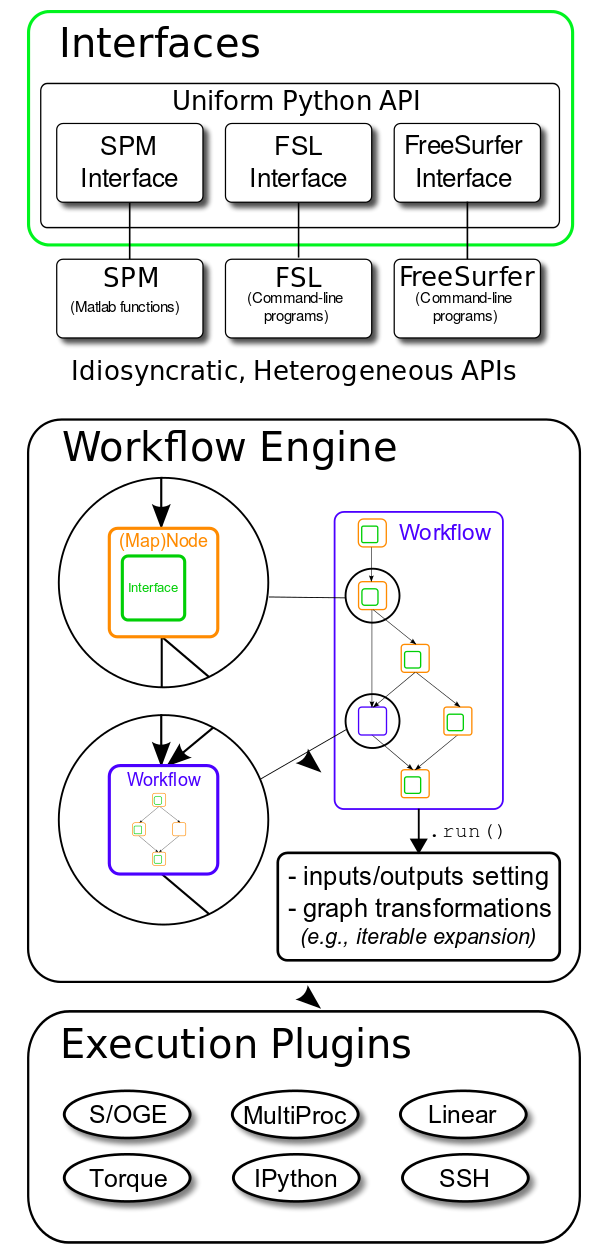 Interfaces
Uniform Python API
SPM
Interface
FSL
Interface
FreeSurfer
Interface
SPM
(Matlab functions)
FSL
(Command-line
programs)
FreeSurfer
(Command-line
programs)
Idiosyncratic, Heterogeneous APIs
Workflow Engine
(Map)Node
Interface
Workflow
Workflow
.run()
- inputs/outputs setting
- graph transformations
(e.g., iterable expansion)
Execution Plugins
S/OGE
MultiProc
Linear
Torque
IPython
SSH